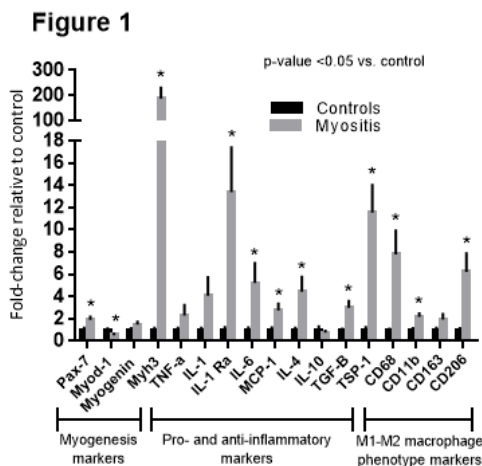 Figure 1
p-value <0.05 vs. control
Controls
Myositis
Fold-change relative to control
300
200
100
18
16
14
12
10
8
6
4
2
0
*
*
*
*
*
*
*
*
*
*
*
*
Pax-7
Myod-1
Myogenin
Myh3
TNF-a
IL-1
IL-1 Ra
IL-6
MCP-1
IL-4
IL-10
TGF-B
TSP-1
CD68
CD11b
CD163
CD206
Myogenesis
markers
Pro- and anti-inflammatory
markers
M1-M2 macrophage
phenotype markers